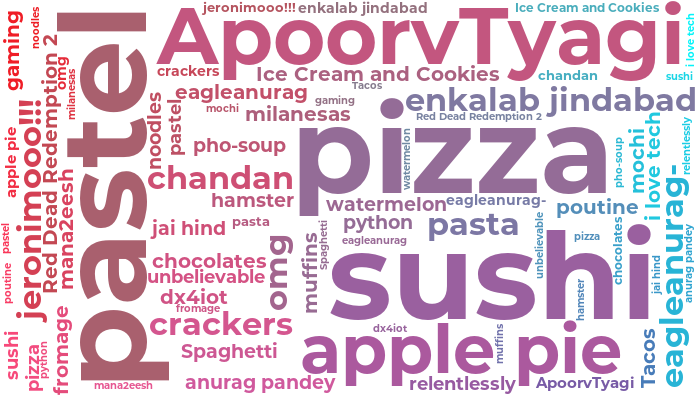 jeronimooo!!!
enkalab jindabad
Ice Cream and Cookies
gaming
noodles
Red Dead Redemption 2
omg
milanesas
pastel
ApoorvTyagi
i love tech
crackers
Ice Cream and Cookies
chandan
sushi
Tacos
eagleanurag
gaming
enkalab jindabad
mochi
milanesas
Red Dead Redemption 2
noodles
pastel
pizza
watermelon
pho-soup
pho-soup
mochi
i love tech
relentlessly
apple pie
jeronimooo!!!
mana2eesh
chandan
hamster
watermelon
eagleanurag-
poutine
eagleanurag-
jai hind
pasta
python
pasta
pastel
eagleanurag
omg
muffins
Spaghetti
sushi
unbelievable
pizza
chocolates
jai hind
anurag pandey
chocolates
unbelievable
poutine
dx4iot
fromage
hamster
fromage
crackers
dx4iot
apple pie
muffins
Tacos
sushi
pizza
python
Spaghetti
mana2eesh
anurag pandey
relentlessly
ApoorvTyagi